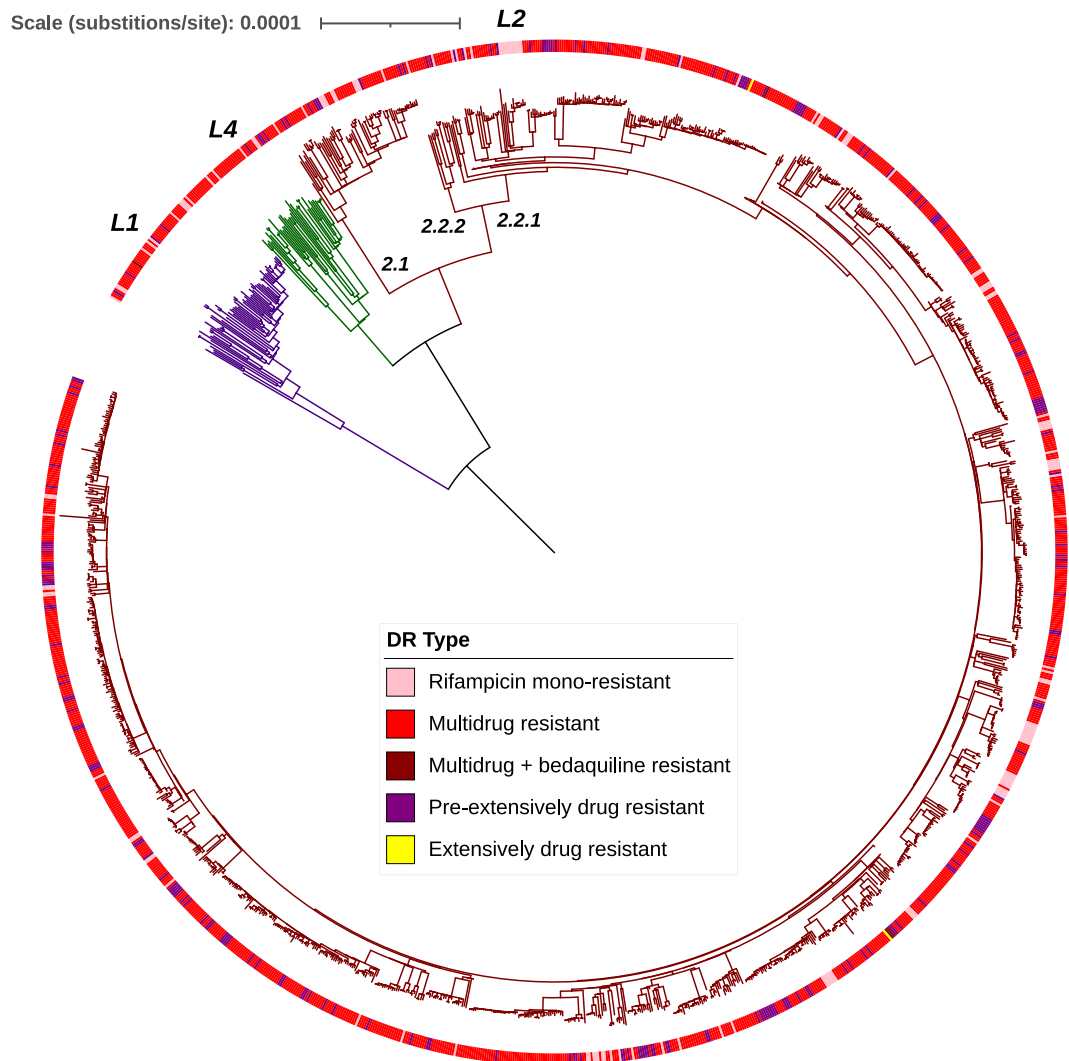 Scale (substitions/site): 0.0001
L2
L4
L1
2.2.2
2.2.1
2.1
DR Type
Rifampicin mono-resistant
Multidrug resistant
Multidrug + bedaquiline resistant
Pre-extensively drug resistant
Extensively drug resistant